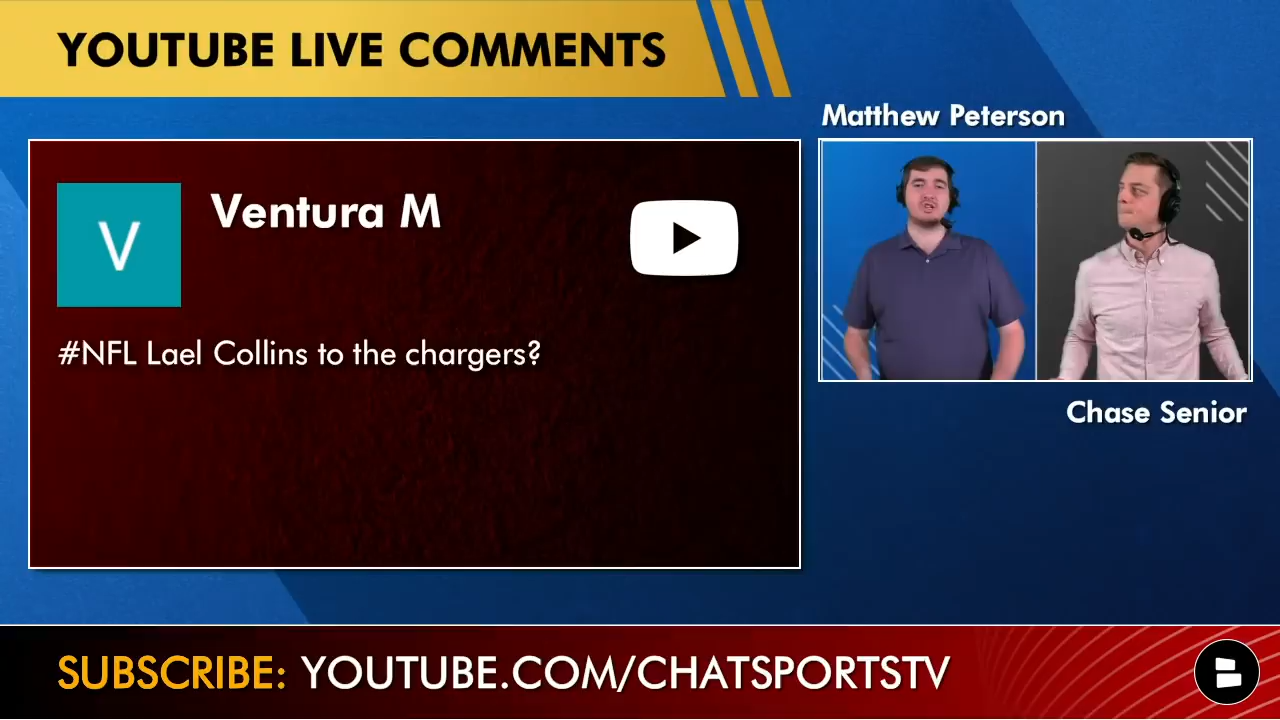 YOUTUBE LIVE COMMENTS
Matthew Peterson
V
Ventura M
#NFL Lael Collins to the chargers?
Chase Senior
SUBSCRIBE: YOUTUBE.COM/CHATSPORTSTV